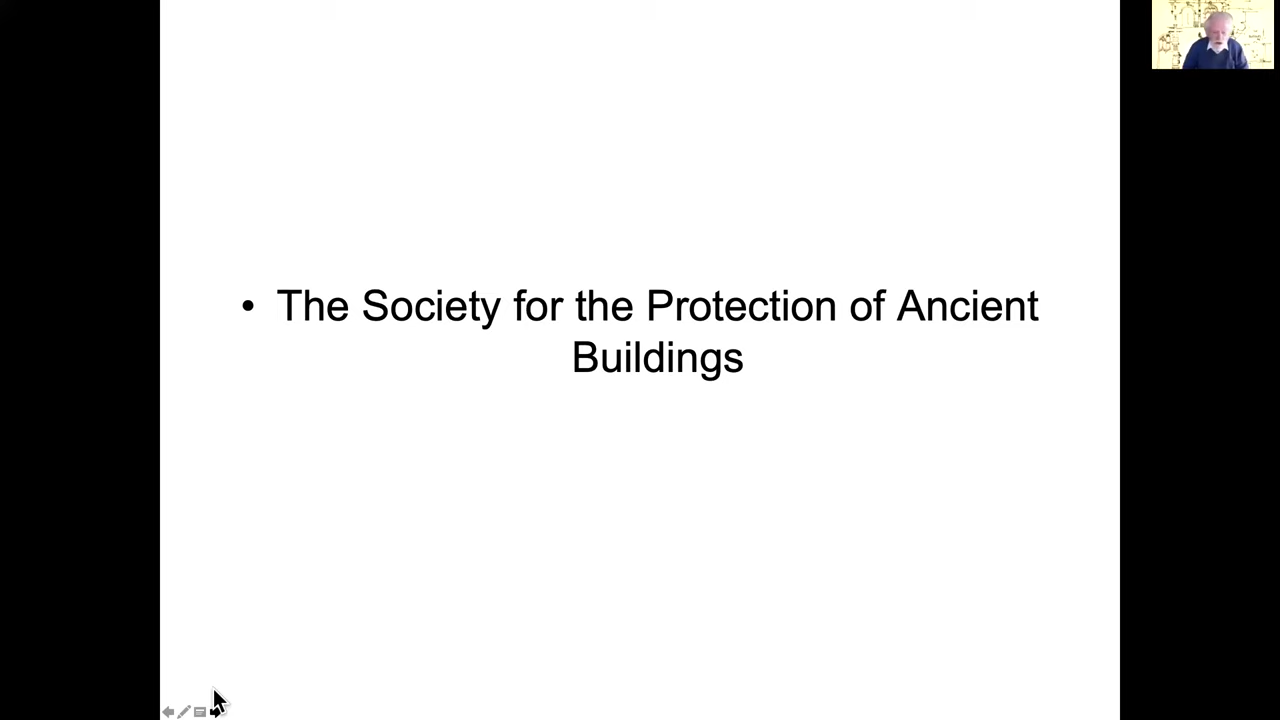 • The Society for the Protection of Ancient
Buildings